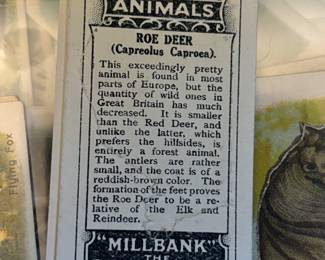 ANIMALS
ROE DEER
(Capreolus Caproea).
This exceedingly pretty
animal is found in most
parts of Europe, but the
quantity of wild ones in
Great Britain has much
decreased. It is smaller
than the Red Deer, and
unlike the latter, which
prefers the hillsides, is
entirely a forest animal.
The antlers are rather
small, and the coat is of a
reddish-brown color. The
formation of the feet proves
the Roe Deer to be a re-
lative of the Elk and
Reindeer.
"MILLBANK"
THE
Flying Fox